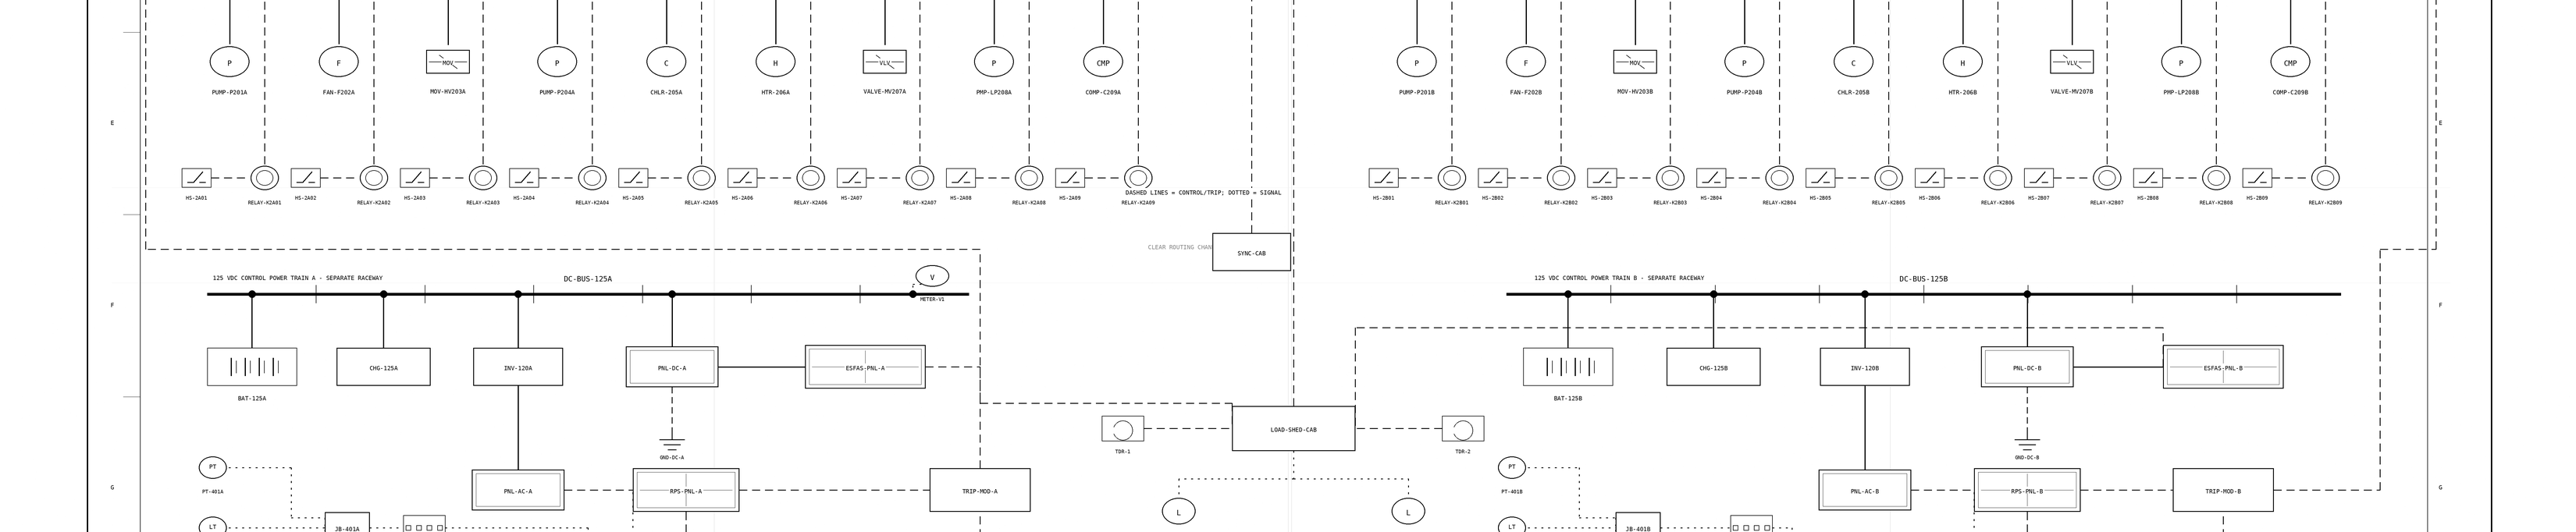 P F MOV P C H VLV P CMP P F MOV P C H VLV P CMP
PUMP-P201A FAN-F202A MOV-HV203A PUMP-P204A CHLR-205A HTR-206A VALVE-MV207A PMP-LP208A COMP-C209A PUMP-P201B FAN-F202B MOV-HV203B PUMP-P204B CHLR-205B HTR-206B VALVE-MV207B PMP-LP208B COMP-C209B
E E
DASHED LINES = CONTROL/TRIP; DOTTED = SIGNAL
HS-2A01 HS-2A02 HS-2A03 HS-2A04 HS-2A05 HS-2A06 HS-2A07 HS-2A08 HS-2A09 HS-2B01 HS-2B02 HS-2B03 HS-2B04 HS-2B05 HS-2B06 HS-2B07 HS-2B08 HS-2B09
RELAY-K2A01 RELAY-K2A02 RELAY-K2A03 RELAY-K2A04 RELAY-K2A05 RELAY-K2A06 RELAY-K2A07 RELAY-K2A08 RELAY-K2A09 RELAY-K2B01 RELAY-K2B02 RELAY-K2B03 RELAY-K2B04 RELAY-K2B05 RELAY-K2B06 RELAY-K2B07 RELAY-K2B08 RELAY-K2B09
CLEAR ROUTING CHAN
SYNC-CAB
125 VDC CONTROL POWER TRAIN A - SEPARATE RACEWAY DC-BUS-125A V 125 VDC CONTROL POWER TRAIN B - SEPARATE RACEWAY DC-BUS-125B
METER-V1
F F
CHG-125A INV-120A PNL-DC-A ESFAS-PNL-A CHG-125B INV-120B PNL-DC-B ESFAS-PNL-B
BAT-125A BAT-125B
LOAD-SHED-CAB
TDR-1 TDR-2
GND-DC-A GND-DC-B
PT PT
G G
PT-401A PNL-AC-A RPS-PNL-A TRIP-MOD-A PT-401B PNL-AC-B RPS-PNL-B TRIP-MOD-B
L L
LT JB-401A LT JB-401B